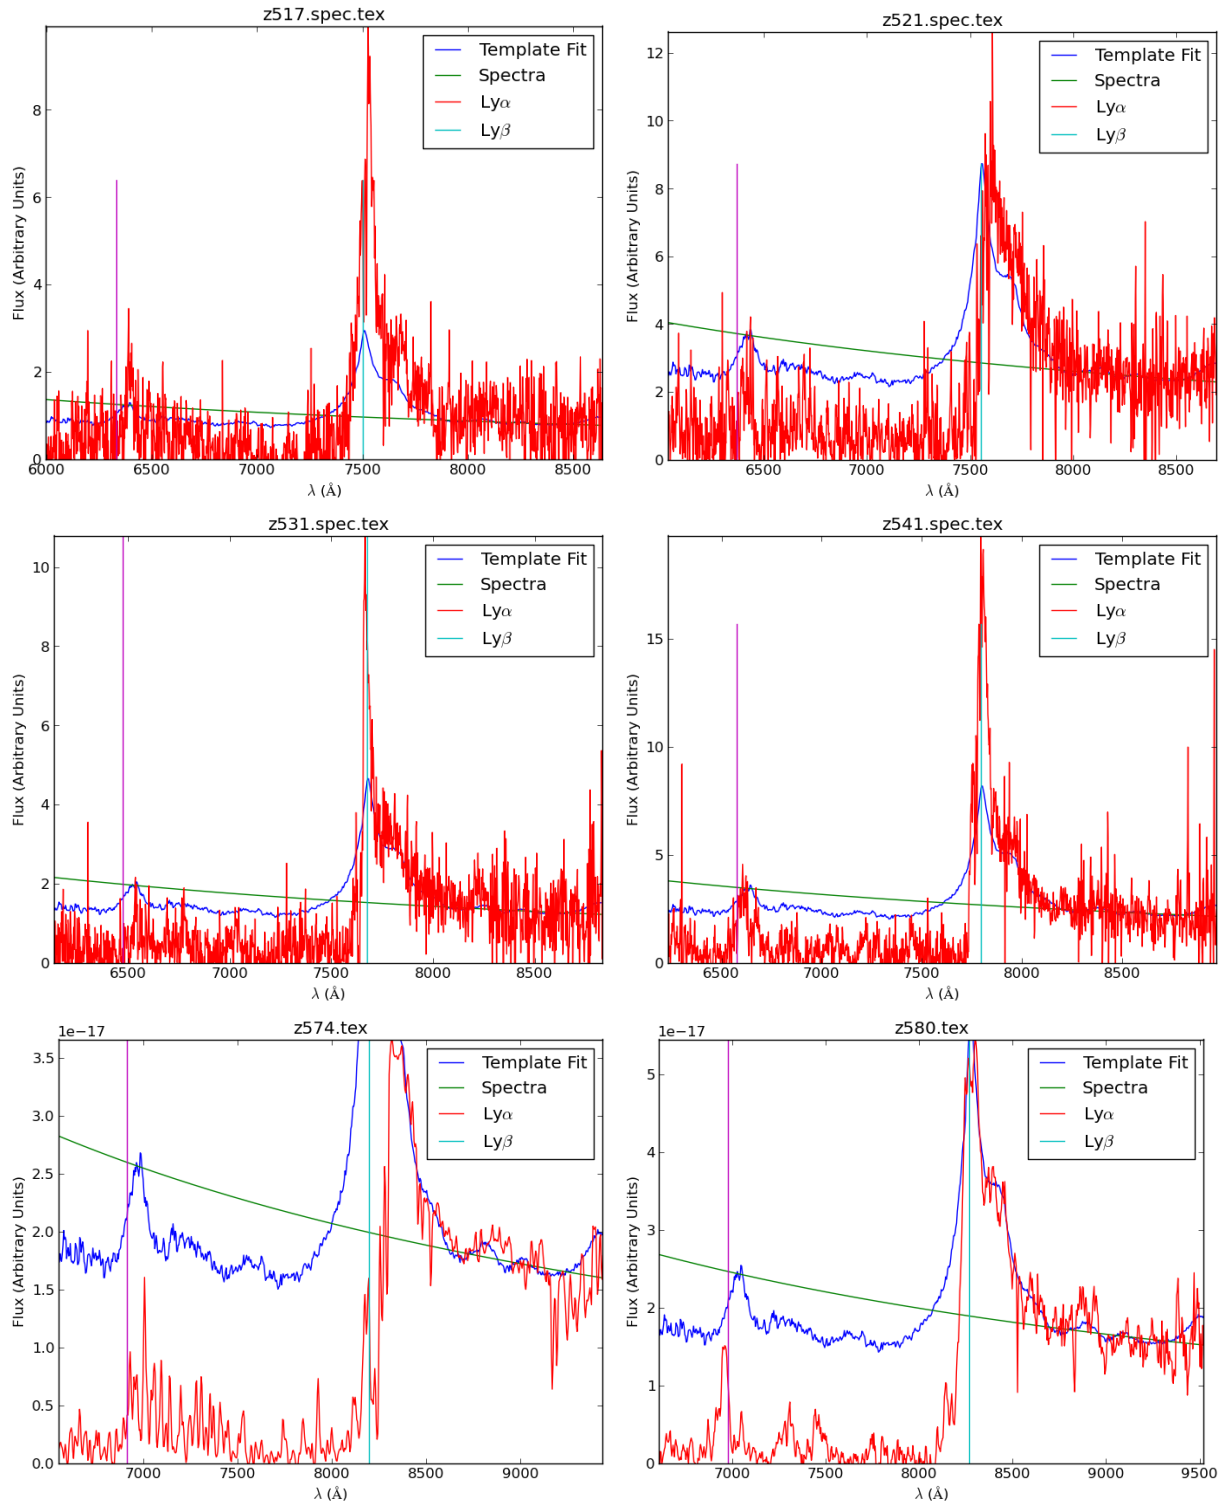 z517.spec.tex
Flux (Arbitrary Units)
8
6
4
2
0
Template Fit
Spectra
Lyα
Lyβ
6000 6500 7000 7500 8000 8500
λ (Å)
z521.spec.tex
Flux (Arbitrary Units)
12
10
8
6
4
2
0
Template Fit
Spectra
Lyα
Lyβ
6500 7000 7500 8000 8500
λ (Å)
z531.spec.tex
Flux (Arbitrary Units)
10
8
6
4
2
0
Template Fit
Spectra
Lyα
Lyβ
6500 7000 7500 8000 8500
λ (Å)
z541.spec.tex
Flux (Arbitrary Units)
15
10
5
0
Template Fit
Spectra
Lyα
Lyβ
6500 7000 7500 8000 8500
λ (Å)
1e−17
z574.tex
Flux (Arbitrary Units)
3.5
3.0
2.5
2.0
1.5
1.0
0.5
0.0
Template Fit
Spectra
Lyα
Lyβ
7000 7500 8000 8500 9000
λ (Å)
1e−17
z580.tex
Flux (Arbitrary Units)
5
4
3
2
1
0
Template Fit
Spectra
Lyα
Lyβ
7000 7500 8000 8500 9000 9500
λ (Å)